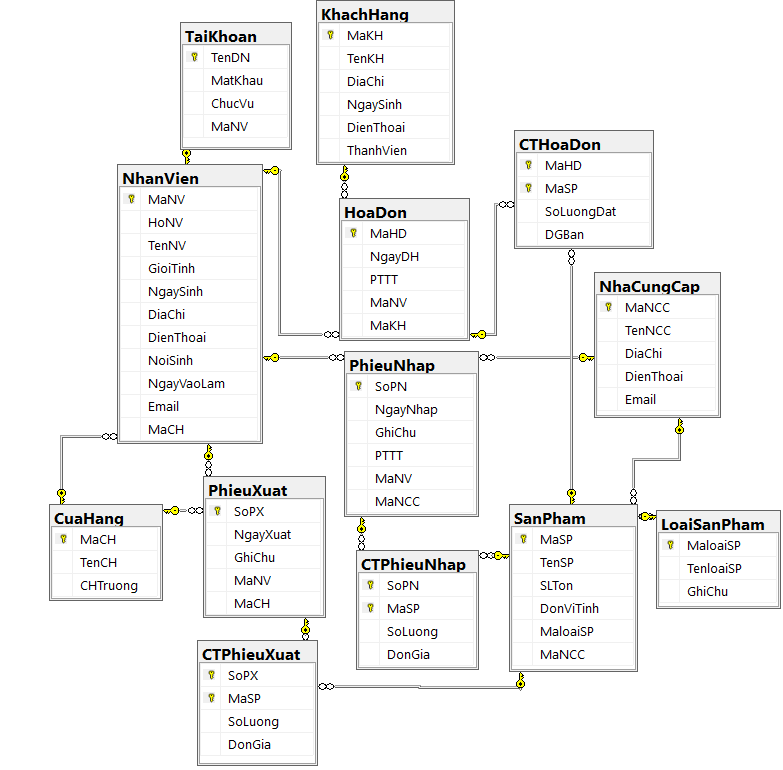 TaiKhoan
TenDN
MatKhau
ChucVu
MaNV
KhachHang
MaKH
TenKH
DiaChi
NgaySinh
DienThoai
ThanhVien
CTHoaDon
MaHD
MaSP
SoLuongDat
DGBan
NhanVien
MaNV
HoNV
TenNV
GioiTinh
NgaySinh
DiaChi
DienThoai
NoiSinh
NgayVaoLam
Email
MaCH
HoaDon
MaHD
NgayDH
PTTT
MaNV
MaKH
NhaCungCap
MaNCC
TenNCC
DiaChi
DienThoai
Email
PhieuNhap
SoPN
NgayNhap
GhiChu
PTTT
MaNV
MaNCC
CuaHang
MaCH
TenCH
CHTruong
PhieuXuat
SoPX
NgayXuat
GhiChu
MaNV
MaCH
CTPhieuNhap
SoPN
MaSP
SoLuong
DonGia
SanPham
MaSP
TenSP
SLTon
DonViTinh
MaloaiSP
MaNCC
LoaiSanPham
MaloaiSP
TenloaiSP
GhiChu
CTPhieuXuat
SoPX
MaSP
SoLuong
DonGia